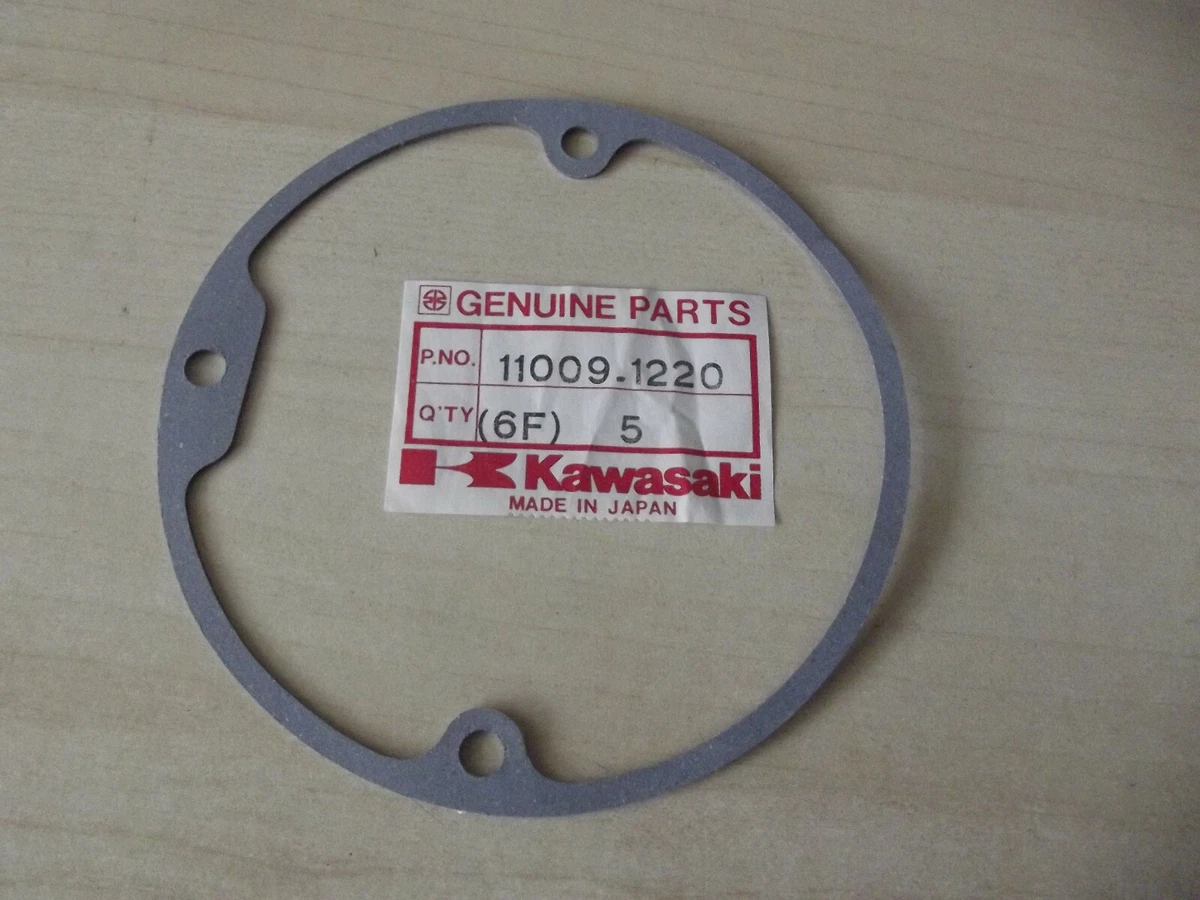 GENUINE PARTS
P.NO. 11009-1220
Q'TY (6F) 5
Kawasaki
MADE IN JAPAN